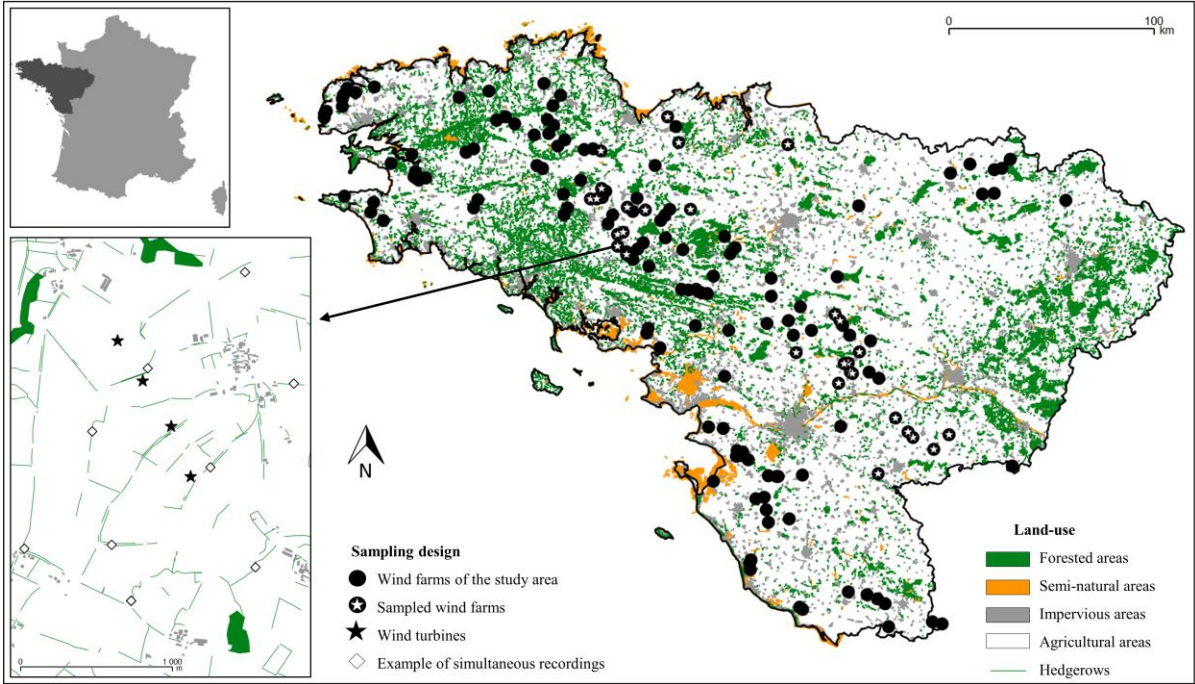 0 100
km
N
Sampling design
Wind farms of the study area
Sampled wind farms
Wind turbines
Example of simultaneous recordings
Land-use
Forested areas
Semi-natural areas
Impervious areas
Agricultural areas
Hedgerows
0 1 000
m